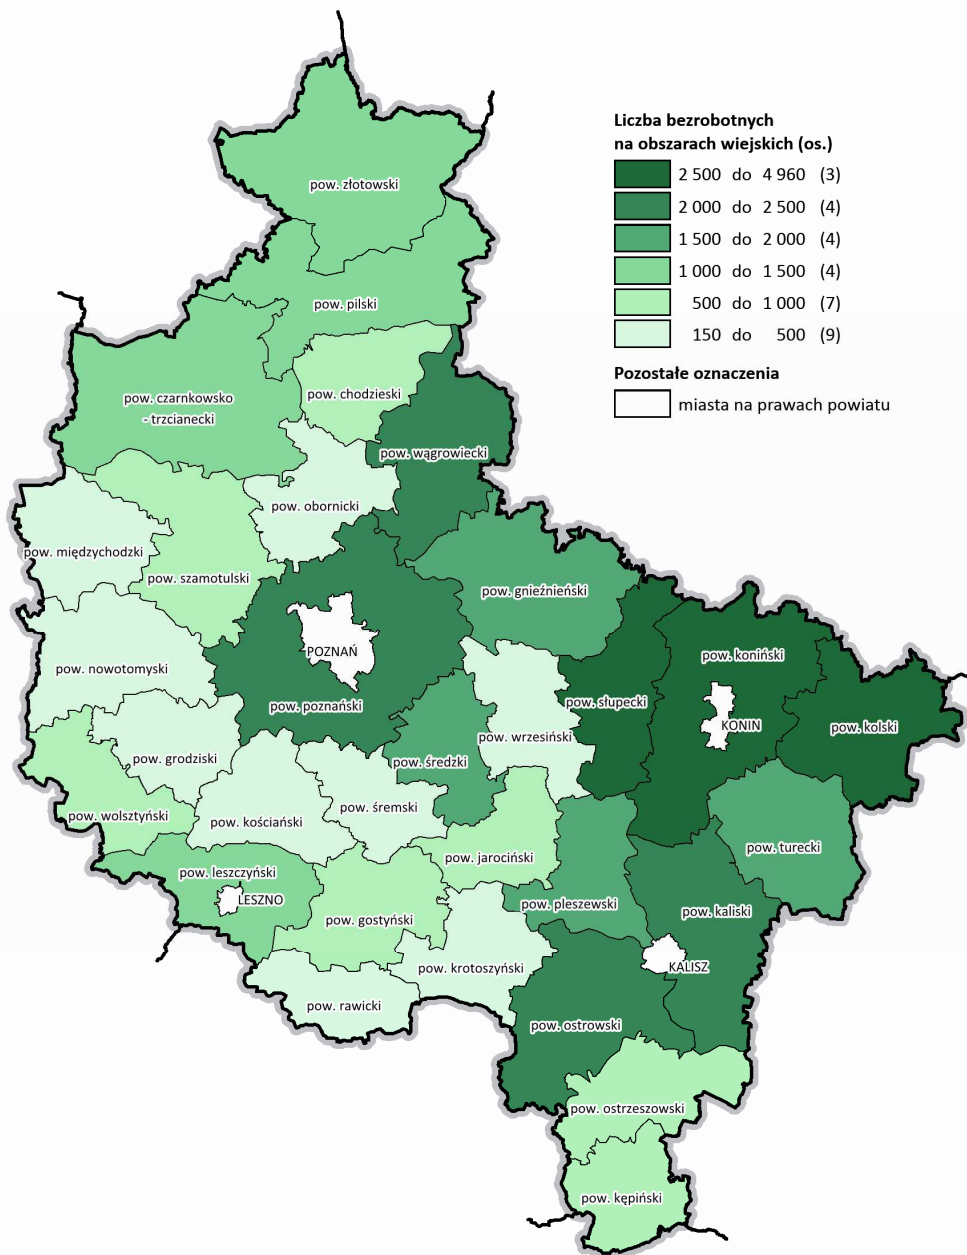 Liczba bezrobotnych
na obszarach wiejskich (os.)
2 500 do 4 960 (3)
2 000 do 2 500 (4)
1 500 do 2 000 (4)
1 000 do 1 500 (4)
500 do 1 000 (7)
150 do 500 (9)
Pozostałe oznaczenia
miasta na prawach powiatu
pow. złotowski
pow. pilski
pow. chodzieski
pow. czarnkowsko
- trzcianecki
pow. wągrowiecki
pow. obornicki
pow. międzychodzki
pow. szamotulski
pow. gnieźnieński
POZNAŃ
pow. koniński
pow. nowotomyski
pow. słupecki
pow. poznański
KONIN
pow. kolski
pow. wrzesiński
pow. grodziski
pow. średzki
pow. śremski
pow. wolsztyński
pow. kościański
pow. turecki
pow. jarociński
pow. leszczyński
LESZNO
pow. pleszewski
pow. kaliski
pow. gostyński
KALISZ
pow. krotoszyński
pow. rawicki
pow. ostrowski
pow. ostrzeszowski
pow. kępiński